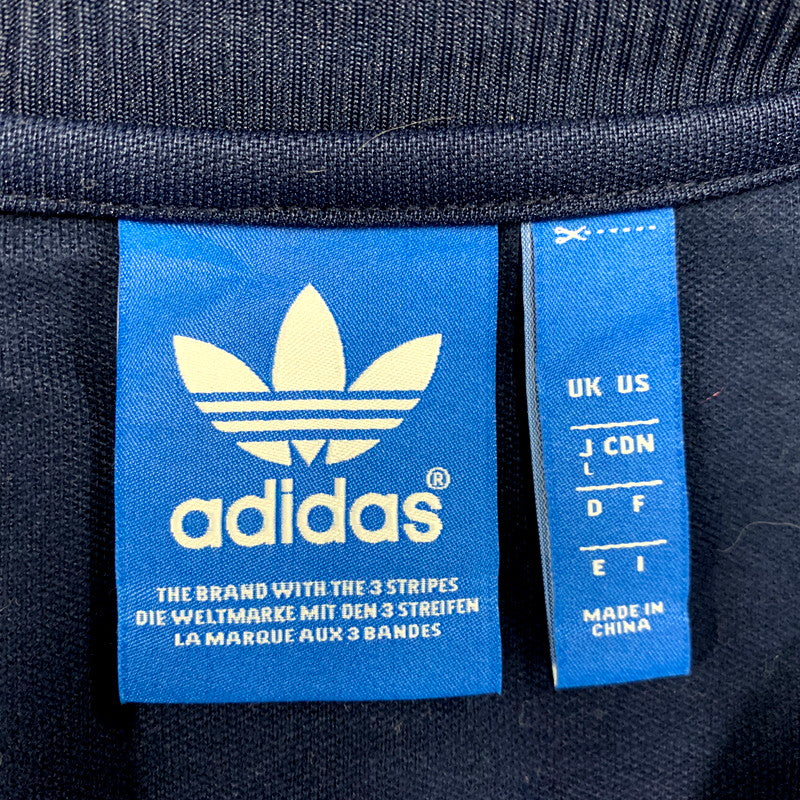 adidas®
THE BRAND WITH THE 3 STRIPES
DIE WELTMARKE MIT DEN 3 STREIFEN
LA MARQUE AUX 3 BANDES
UK US
J CDN
L
D F
E I
MADE IN
CHINA